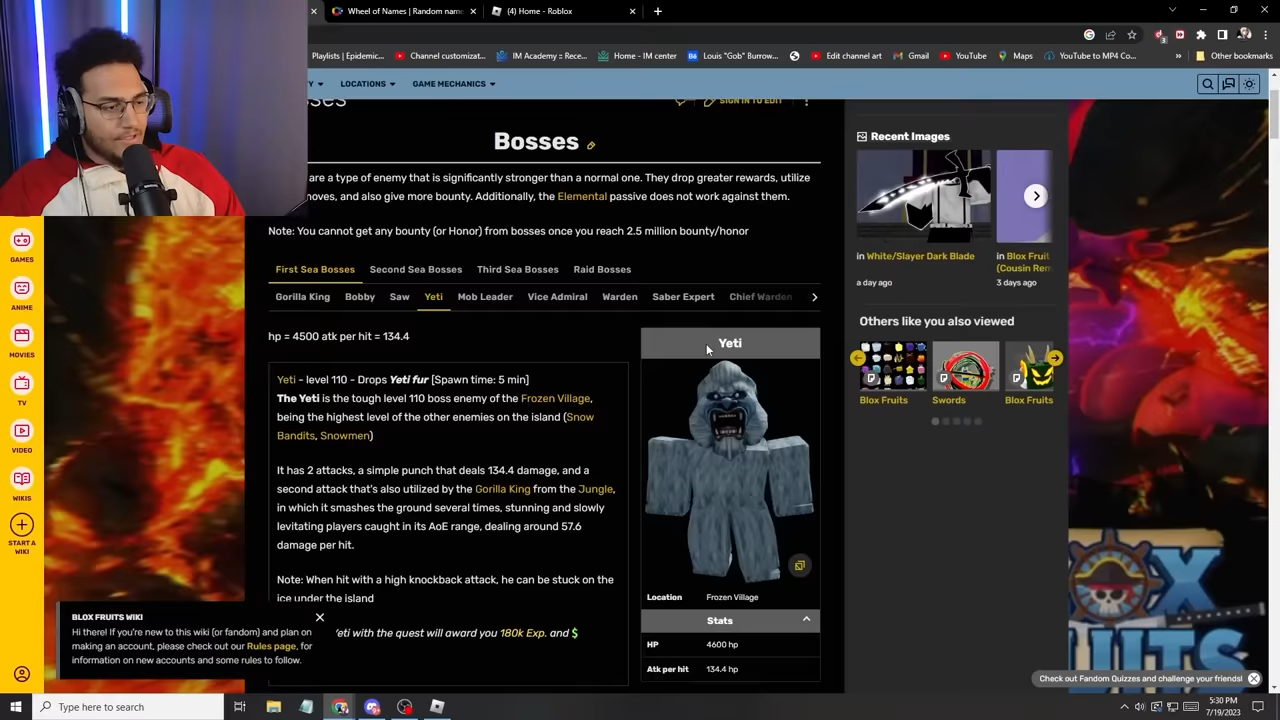 Wheel of Names | Random name
(4) Home - Roblox
Playlists | Epidemic...
Channel customizat...
IM Academy :: Rece...
Home - IM center
Louis "Gob" Burrow...
Edit channel art
Gmail
YouTube
Maps
YouTube to MP4 Co...
Other bookmarks
LOCATIONS
GAME MECHANICS
SIGN IN TO EDIT
Bosses
are a type of enemy that is significantly stronger than a normal one. They drop greater rewards, utilize
moves, and also give more bounty. Additionally, the Elemental passive does not work against them.
Note: You cannot get any bounty (or Honor) from bosses once you reach 2.5 million bounty/honor
First Sea Bosses
Second Sea Bosses
Third Sea Bosses
Raid Bosses
Gorilla King
Bobby
Saw
Yeti
Mob Leader
Vice Admiral
Warden
Saber Expert
Chief Warden
hp = 4500 atk per hit = 134.4
Yeti - level 110 - Drops Yeti fur [Spawn time: 5 min]
The Yeti is the tough level 110 boss enemy of the Frozen Village,
being the highest level of the other enemies on the island (Snow
Bandits, Snowmen)
It has 2 attacks, a simple punch that deals 134.4 damage, and a
second attack that's also utilized by the Gorilla King from the Jungle,
in which it smashes the ground several times, stunning and slowly
levitating players caught in its AoE range, dealing around 57.6
damage per hit.
Note: When hit with a high knockback attack, he can be stuck on the
ice under the island
Yeti with the quest will award you 180k Exp. and $
Yeti
Location
Frozen Village
Stats
HP
4600 hp
Atk per hit
134.4 hp
Recent Images
in White/Slayer Dark Blade
a day ago
in Blox Fruit
(Cousin Rem
3 days ago
Others like you also viewed
Blox Fruits
Swords
Blox Fruits
GAMES
ANIME
MOVIES
TV
VIDEO
WIKIS
START A
WIKI
BLOX FRUITS WIKI
Hi there! If you're new to this wiki (or fandom) and plan on
making an account, please check out our Rules page, for
information on new accounts and some rules to follow.
Check out Fandom Quizzes and challenge your friends!
Type here to search
5:30 PM
7/19/2023